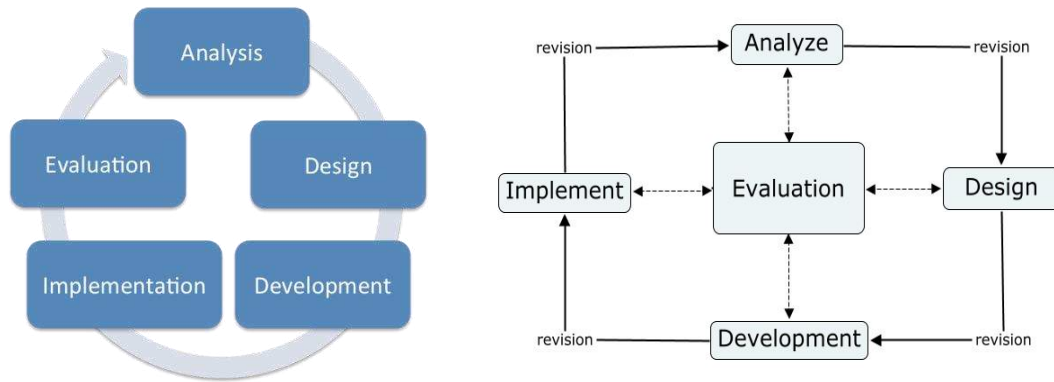 Analysis
Evaluation
Design
Implementation
Development
revision
Analyze
revision
Implement
Evaluation
Design
revision
Development
revision